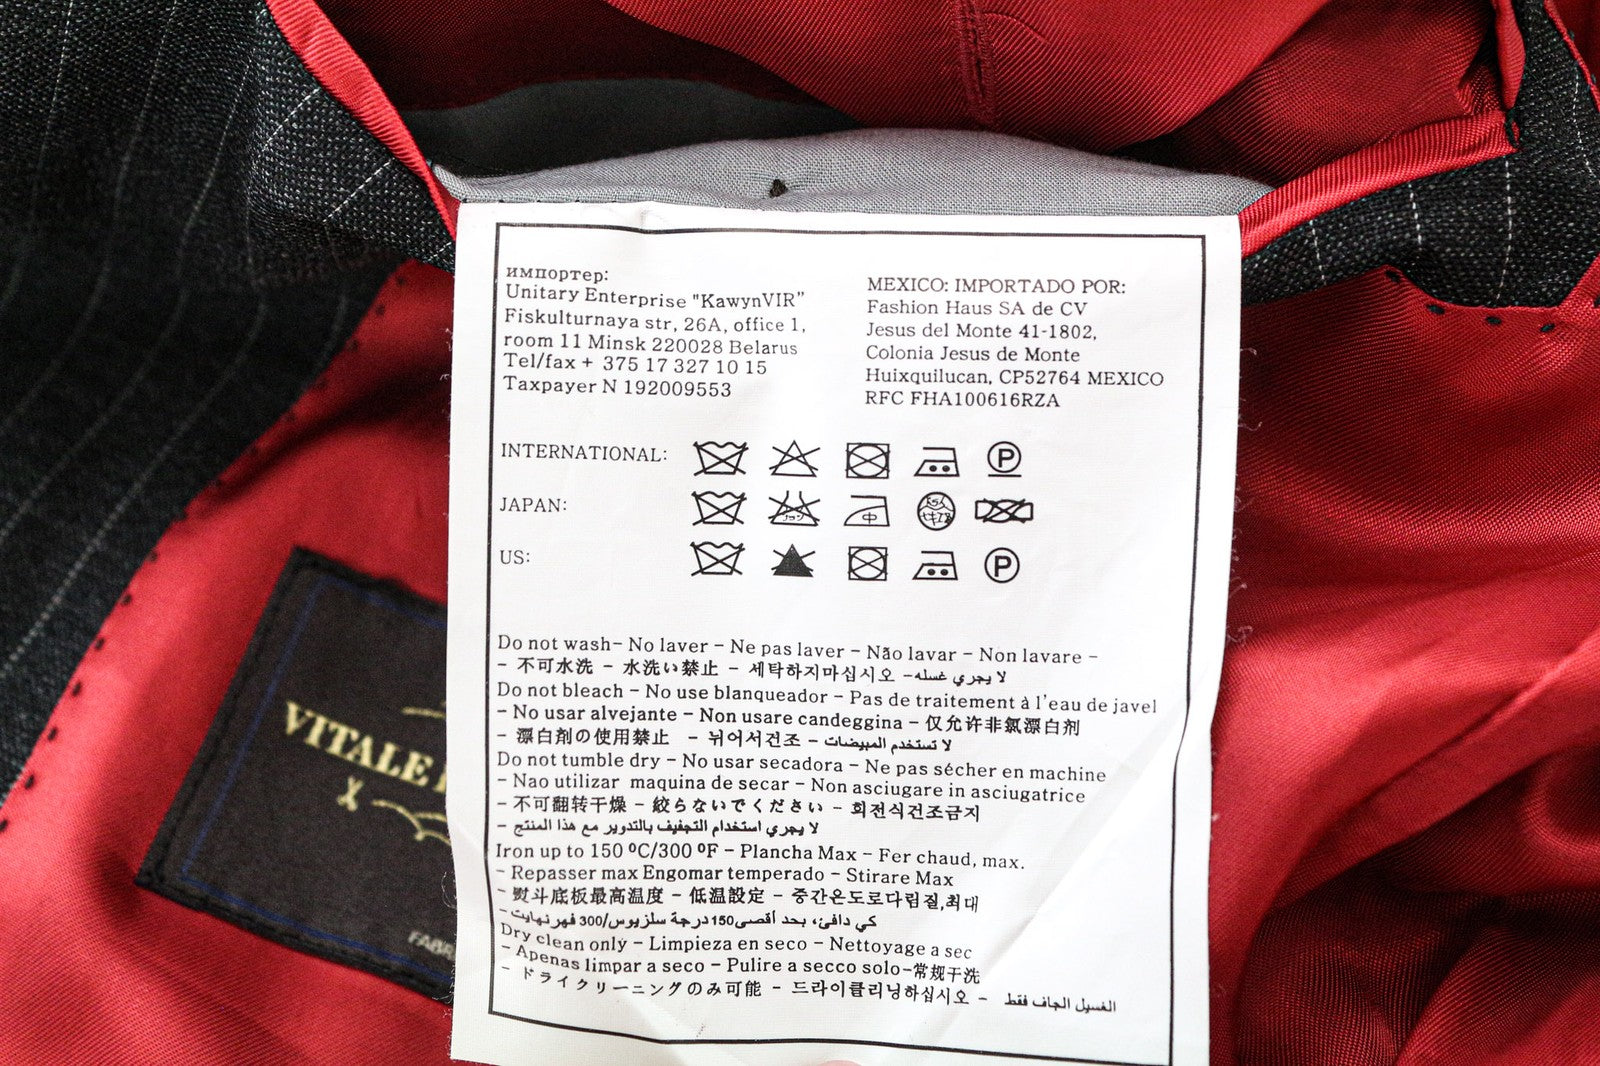 импортер:
Unitary Enterprise "KawynVIR"
Fiskulturnaya str, 26A, office 1,
room 11 Minsk 220028 Belarus
Tel/fax + 375 17 327 10 15
Taxpayer N 192009553
MEXICO: IMPORTADO POR:
Fashion Haus SA de CV
Jesus del Monte 41-1802,
Colonia Jesus de Monte
Huixquilucan, CP52764 MEXICO
RFC FHA100616RZA
INTERNATIONAL:
P
JAPAN:
中
US:
P
Do not wash- No laver - Ne pas laver - Não lavar - Non lavare -
- 不可水洗 - 水洗い禁止 - 세탁하지마십시오 - لا يجري غسله
Do not bleach - No use blanqueador - Pas de traitement à l'eau de javel
- No usar alvejante - Non usare candeggina - 仅允许非氯漂白剂
- 漂白剤の使用禁止 - 뉘어서건조 - لا تستخدم المبيضات
Do not tumble dry - No usar secadora - Ne pas sécher en machine
- Nao utilizar maquina de secar - Non asciugare in asciugatrice
- 不可翻转干燥 - 絞らないでください - 회전식건조금지
- لا يجري استخدام التجفيف بالتدوير مع هذا المنتج
Iron up to 150 ºC/300 ºF - Plancha Max - Fer chaud, max.
- Repasser max Engomar temperado - Stirare Max
- 熨斗底板最高温度 - 低温設定 - 중간온도로다림질,최대
- كي دافئ، بحد أقصى 150 درجة سلزيوس/300 فهرنهايت
Dry clean only - Limpieza en seco - Nettoyage a sec
- Apenas limpar a seco - Pulire a secco solo-常规干洗
- ドライクリーニングのみ可能 - 드라이클리닝하십시오 - الغسيل الجاف فقط
VITALE